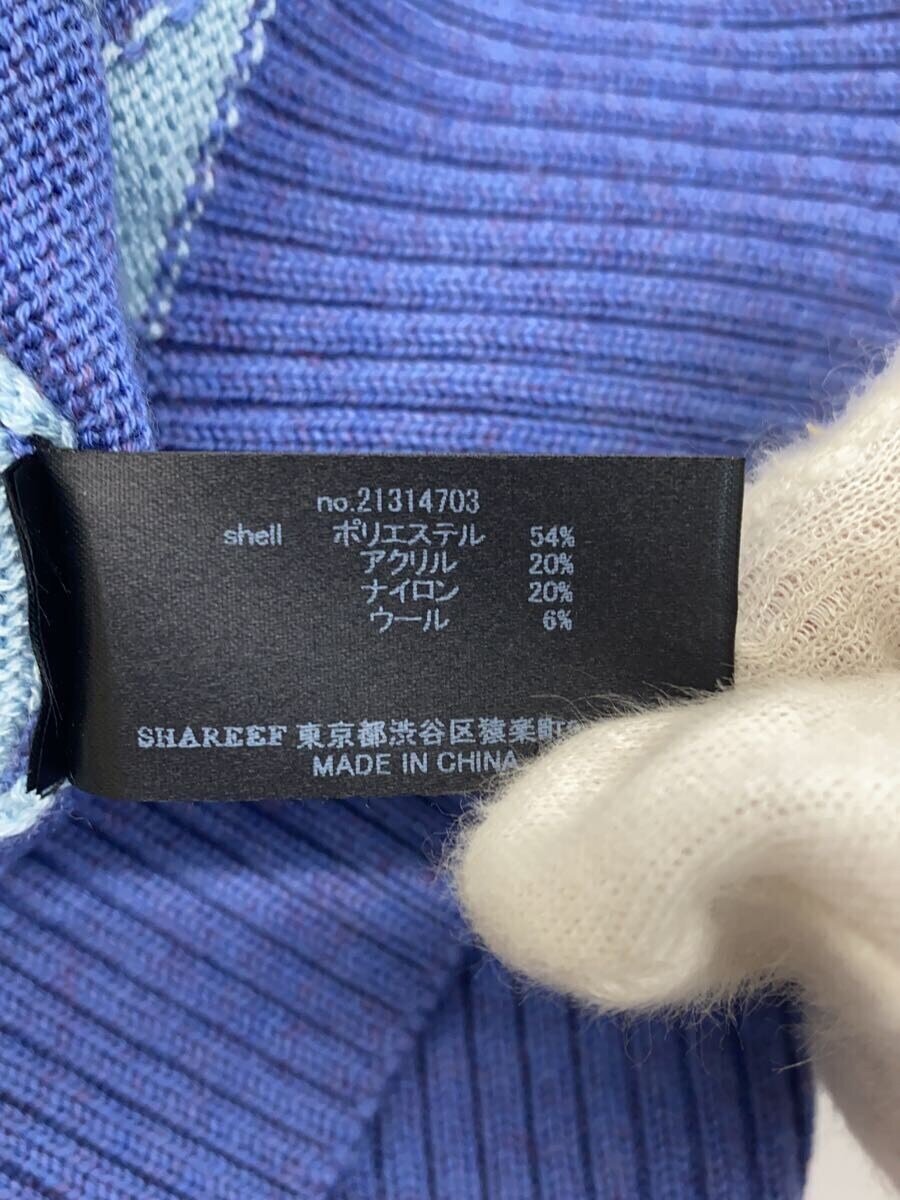 no.21314703
shell ポリエステル 54%
アクリル 20%
ナイロン 20%
ウール 6%
SHAREEF 東京都渋谷区猿楽町
MADE IN CHINA